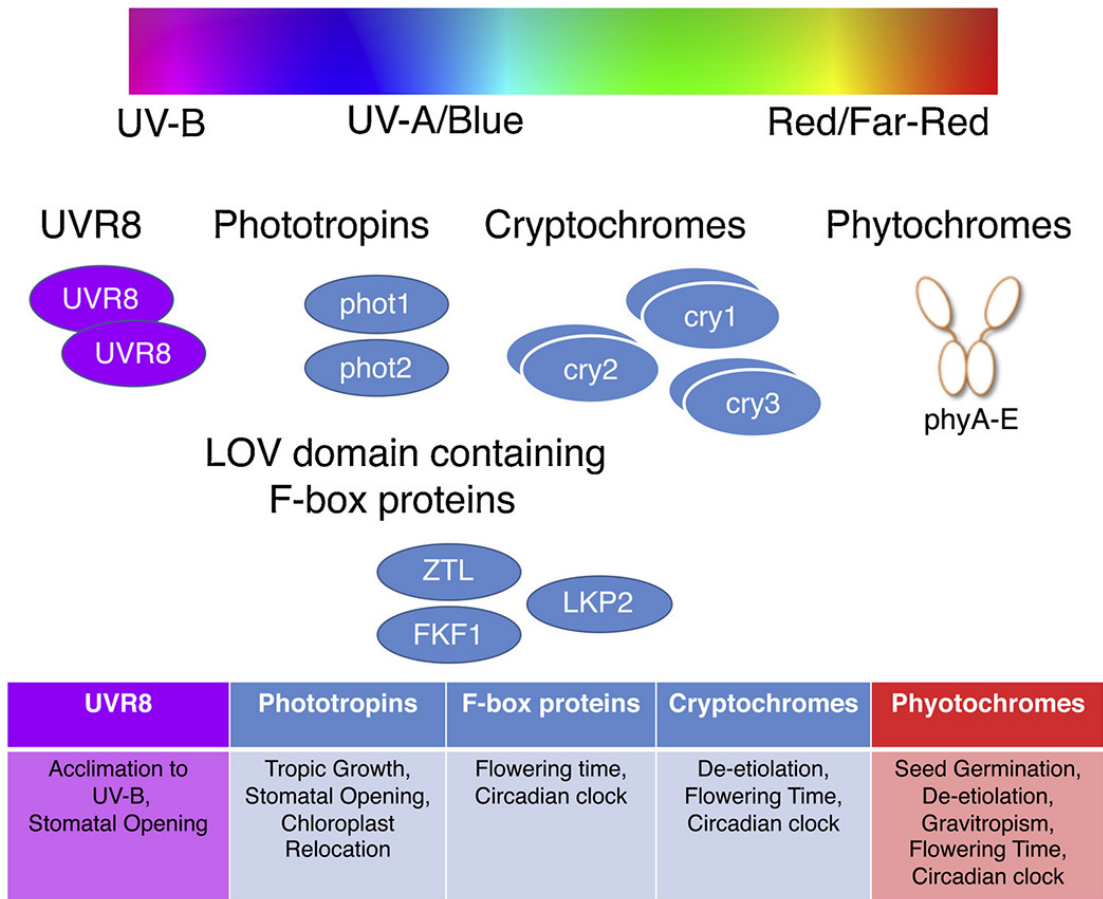 UV-B
UV-A/Blue
Red/Far-Red
UVR8
Phototropins
Cryptochromes
Phytochromes
UVR8
UVR8
phot1
phot2
cry1
cry2
cry3
phyA-E
LOV domain containing
F-box proteins
ZTL
LKP2
FKF1
UVR8
Phototropins
F-box proteins
Cryptochromes
Phyotochromes
Acclimation to
UV-B,
Stomatal Opening
Tropic Growth,
Stomatal Opening,
Chloroplast
Relocation
Flowering time,
Circadian clock
De-etiolation,
Flowering Time,
Circadian clock
Seed Germination,
De-etiolation,
Gravitropism,
Flowering Time,
Circadian clock